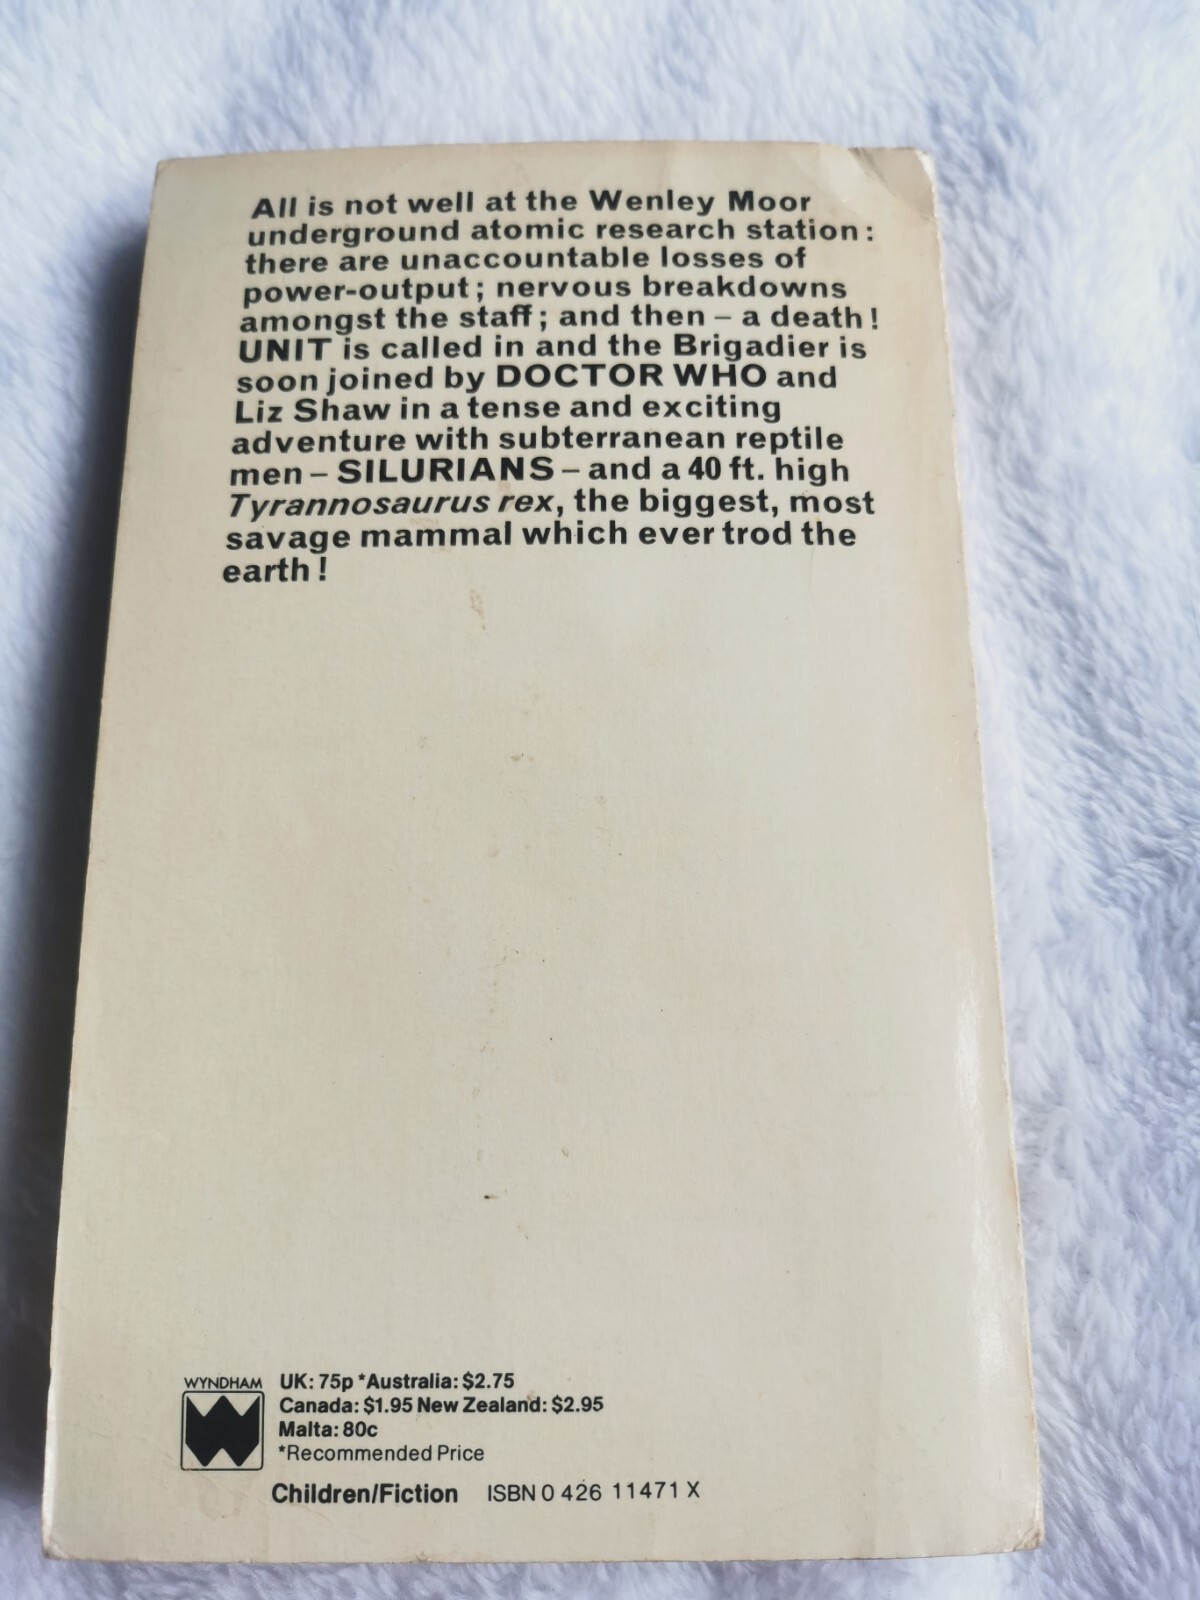 All is not well at the Wenley Moor
underground atomic research station:
there are unaccountable losses of
power-output; nervous breakdowns
amongst the staff; and then – a death!
UNIT is called in and the Brigadier is
soon joined by DOCTOR WHO and
Liz Shaw in a tense and exciting
adventure with subterranean reptile
men – SILURIANS – and a 40 ft. high
Tyrannosaurus rex, the biggest, most
savage mammal which ever trod the
earth!
WYNDHAM
UK: 75p *Australia: $2.75
Canada: $1.95 New Zealand: $2.95
Malta: 80c
*Recommended Price
Children/Fiction ISBN 0 426 11471 X